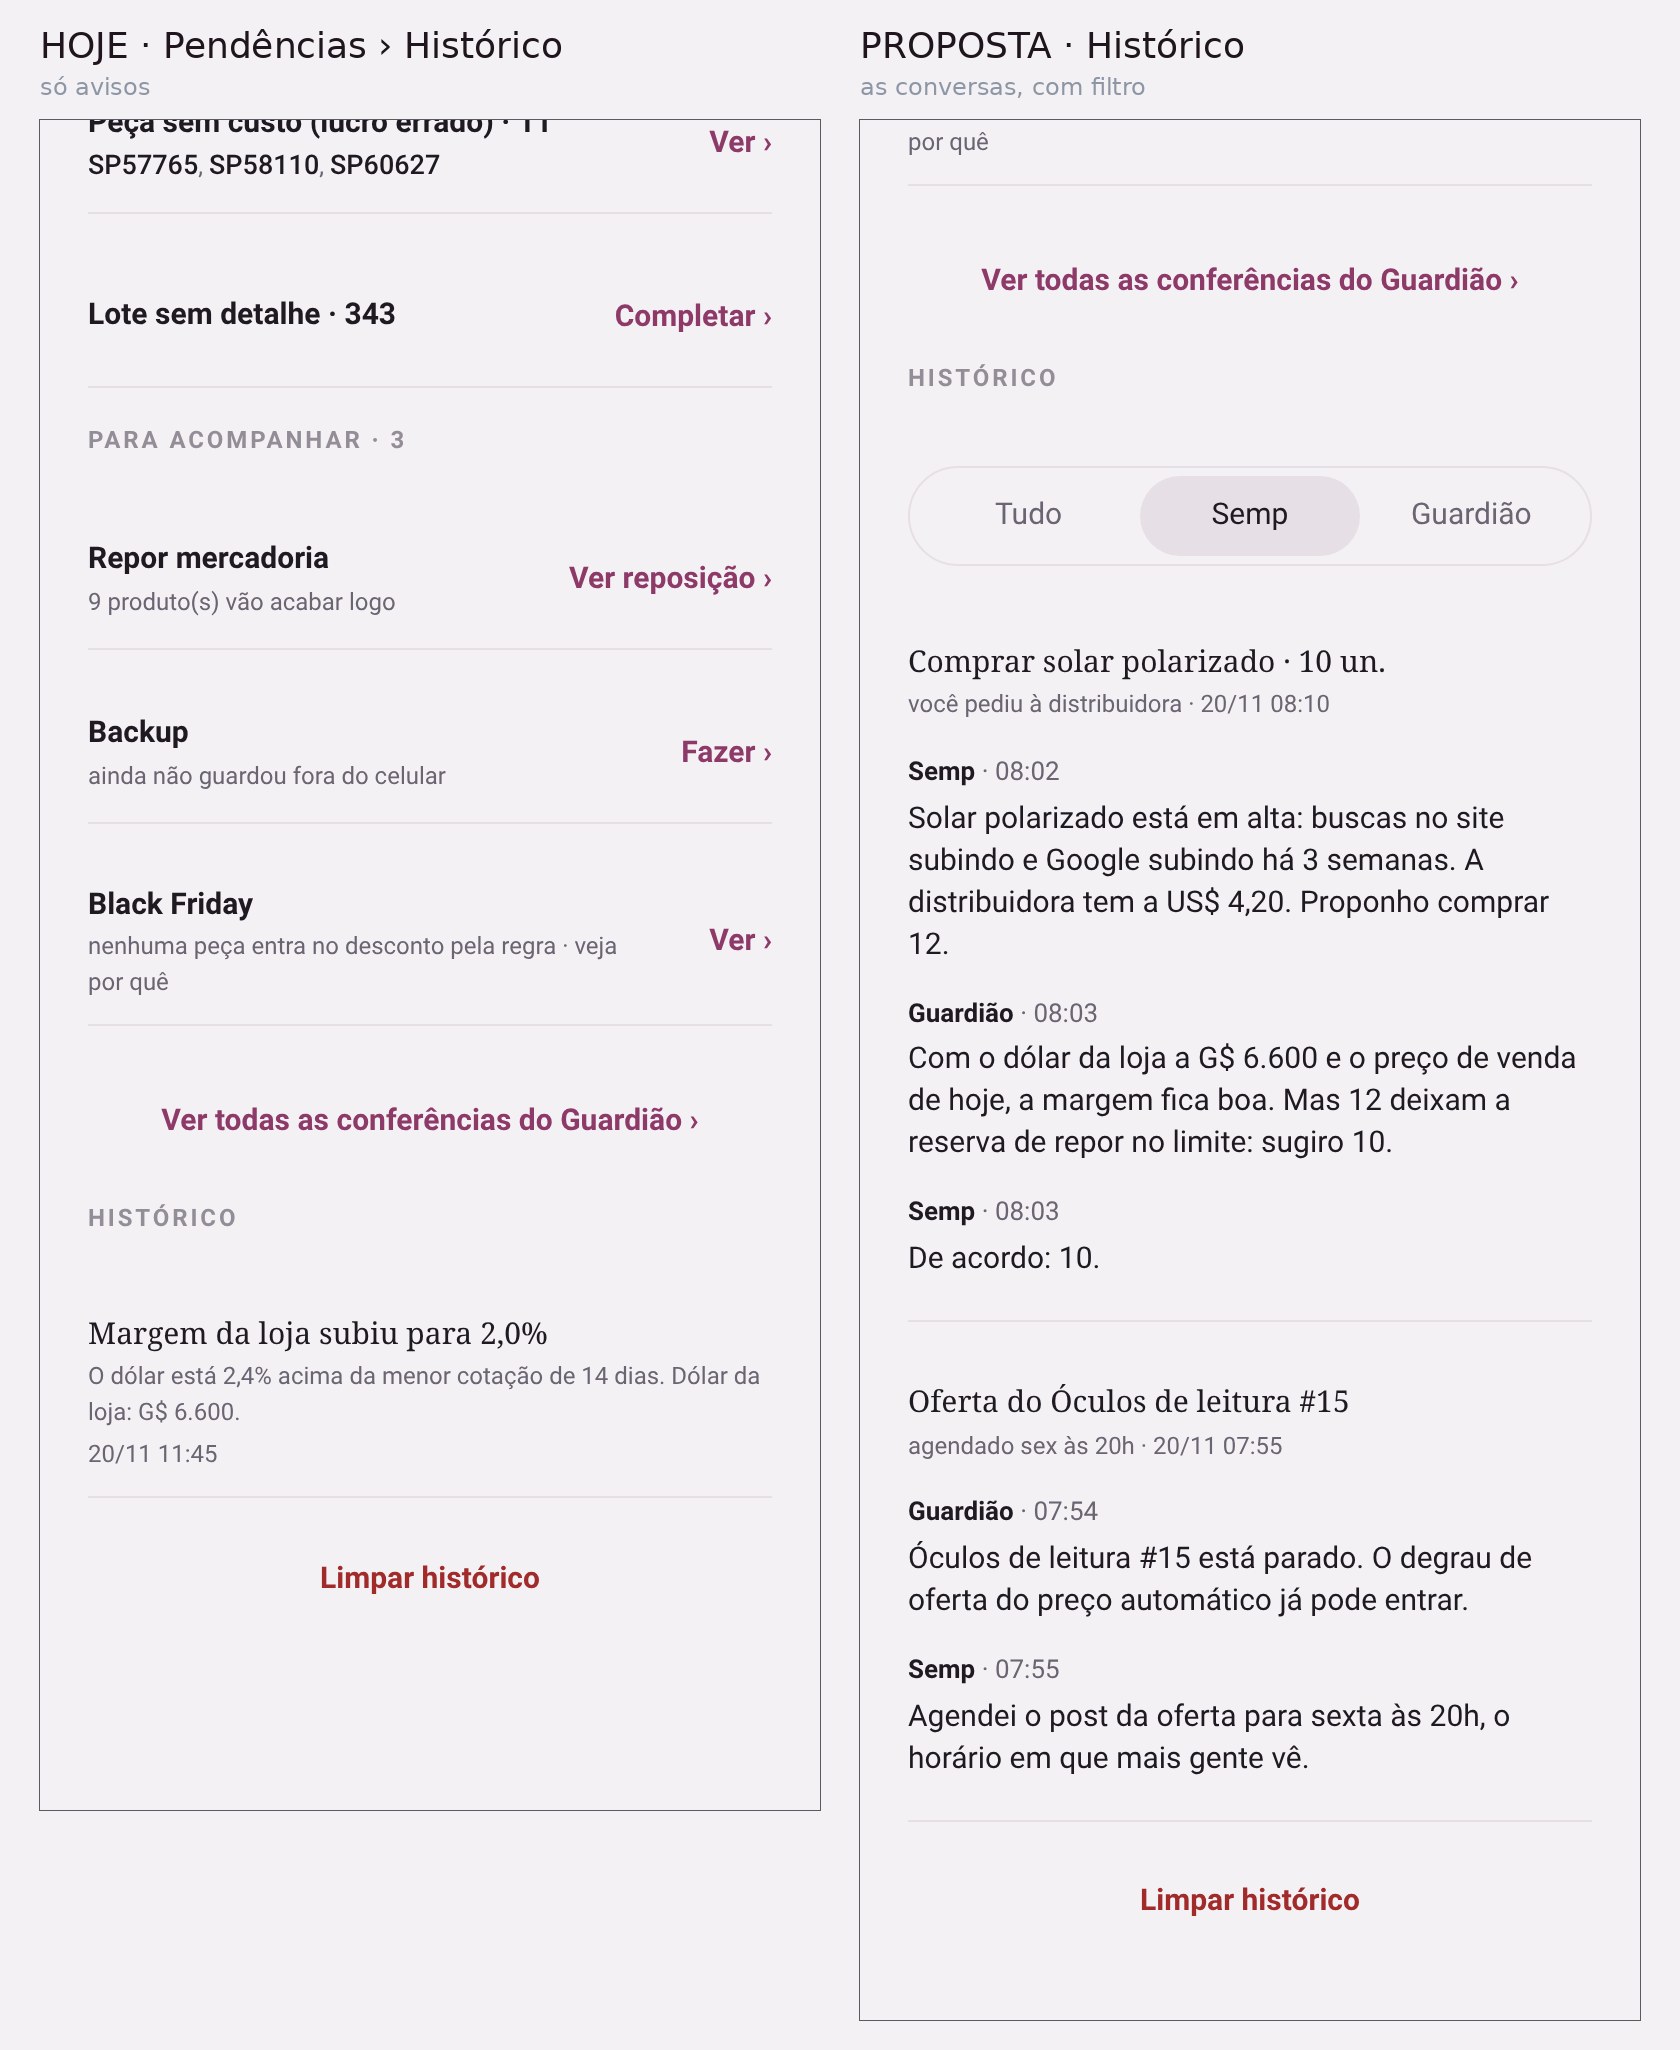 HOJE · Pendências › Histórico
só avisos
Peça sem custo (lucro errado) · 11
Ver ›
SP57765, SP58110, SP60627
Lote sem detalhe · 343
Completar ›
PARA ACOMPANHAR · 3
Repor mercadoria
9 produto(s) vão acabar logo
Ver reposição ›
Backup
ainda não guardou fora do celular
Fazer ›
Black Friday
nenhuma peça entra no desconto pela regra · veja
por quê
Ver ›
Ver todas as conferências do Guardião ›
HISTÓRICO
Margem da loja subiu para 2,0%
O dólar está 2,4% acima da menor cotação de 14 dias. Dólar da
loja: G$ 6.600.
20/11 11:45
Limpar histórico
PROPOSTA · Histórico
as conversas, com filtro
por quê
Ver todas as conferências do Guardião ›
HISTÓRICO
Tudo
Semp
Guardião
Comprar solar polarizado · 10 un.
você pediu à distribuidora · 20/11 08:10
Semp · 08:02
Solar polarizado está em alta: buscas no site
subindo e Google subindo há 3 semanas. A
distribuidora tem a US$ 4,20. Proponho comprar
12.
Guardião · 08:03
Com o dólar da loja a G$ 6.600 e o preço de venda
de hoje, a margem fica boa. Mas 12 deixam a
reserva de repor no limite: sugiro 10.
Semp · 08:03
De acordo: 10.
Oferta do Óculos de leitura #15
agendado sex às 20h · 20/11 07:55
Guardião · 07:54
Óculos de leitura #15 está parado. O degrau de
oferta do preço automático já pode entrar.
Semp · 07:55
Agendei o post da oferta para sexta às 20h, o
horário em que mais gente vê.
Limpar histórico